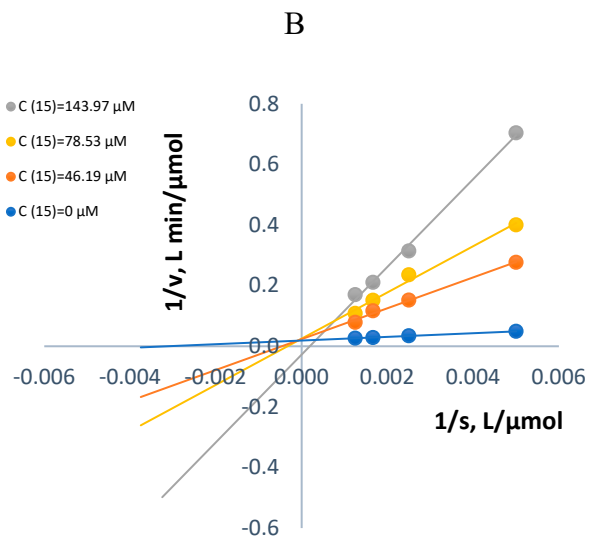 B
C (15)=143.97 µM
C (15)=78.53 µM
C (15)=46.19 µM
C (15)=0 µM
1/v, L min/µmol
0.8
0.6
0.4
0.2
0.0
-0.2
-0.4
-0.6
-0.006
-0.004
-0.002
0.000
0.002
0.004
0.006
1/s, L/µmol